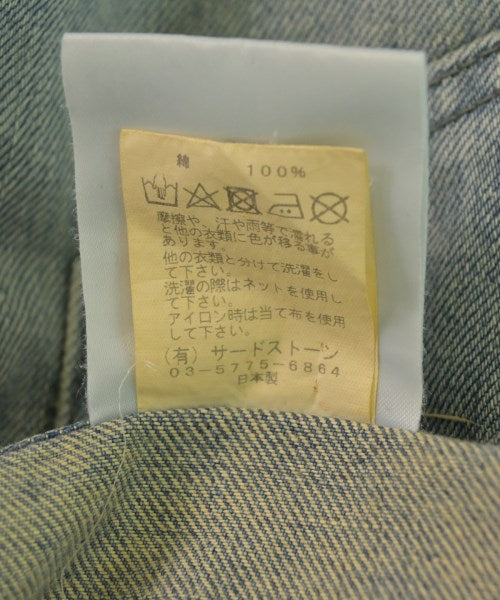 綿 100%
摩擦や、汗や雨等で濡れる
と他の衣類に色が移る事が
あります。
他の衣類と分けて洗濯をし
て下さい。
洗濯の際はネットを使用し
て下さい。
アイロン時は当て布を使用
して下さい。
(有) サードストーン
03-5775-6864
日本製